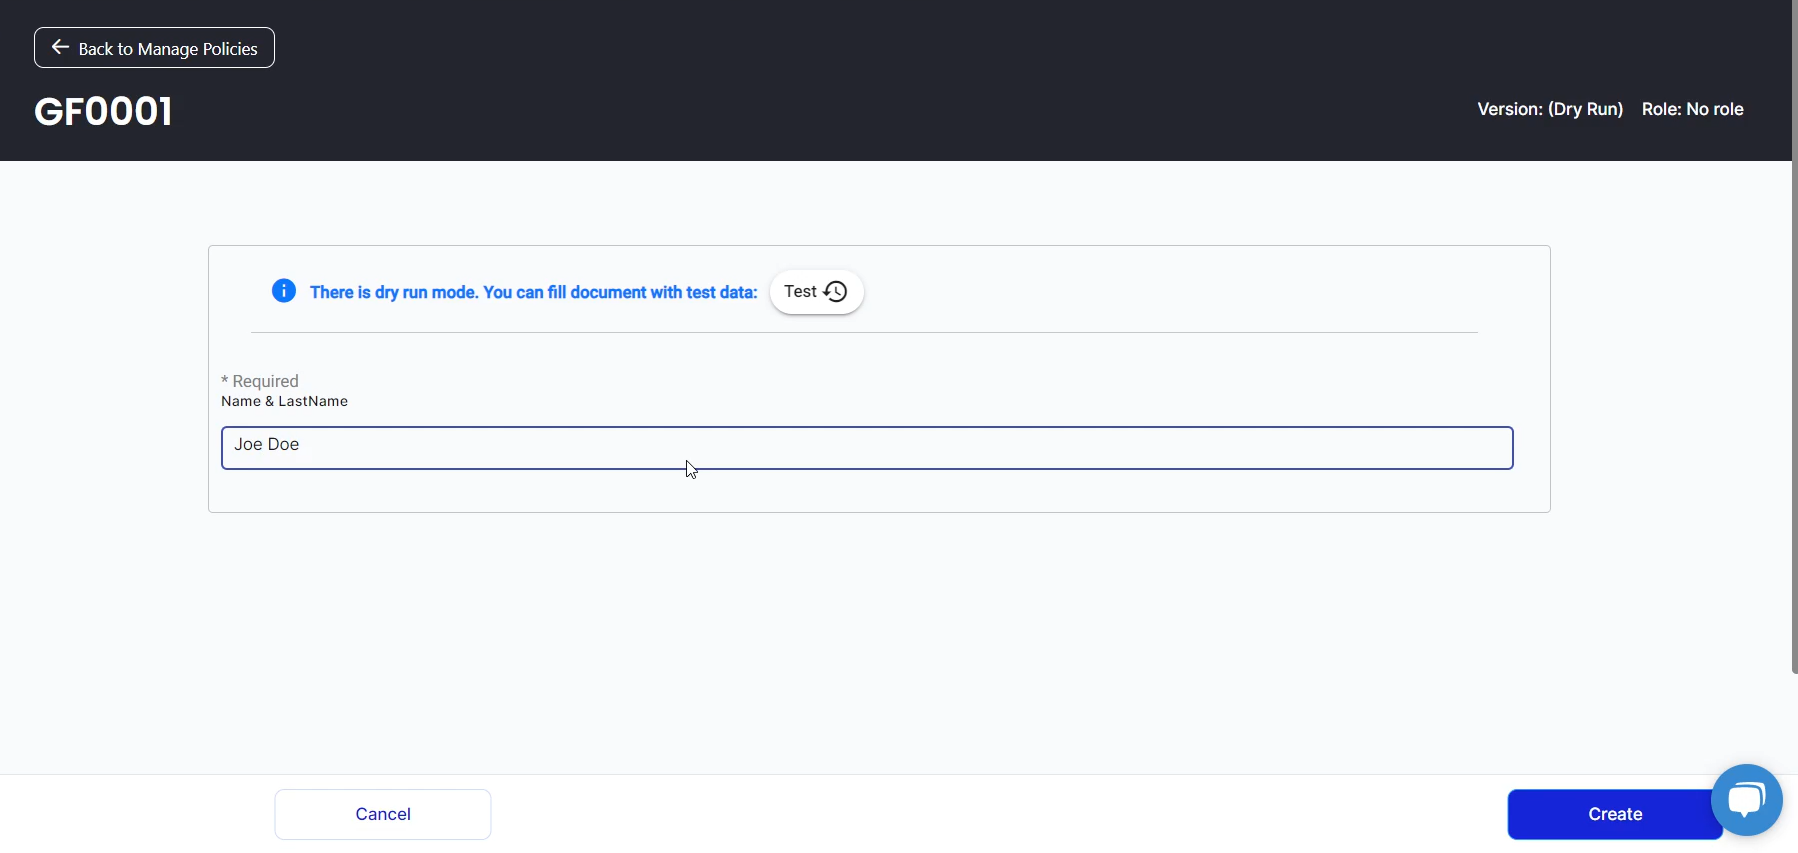 Back to Manage Policies
GF0001
Version: (Dry Run) Role: No role
There is dry run mode. You can fill document with test data: Test
* Required
Name & LastName
Joe Doe
Cancel
Create